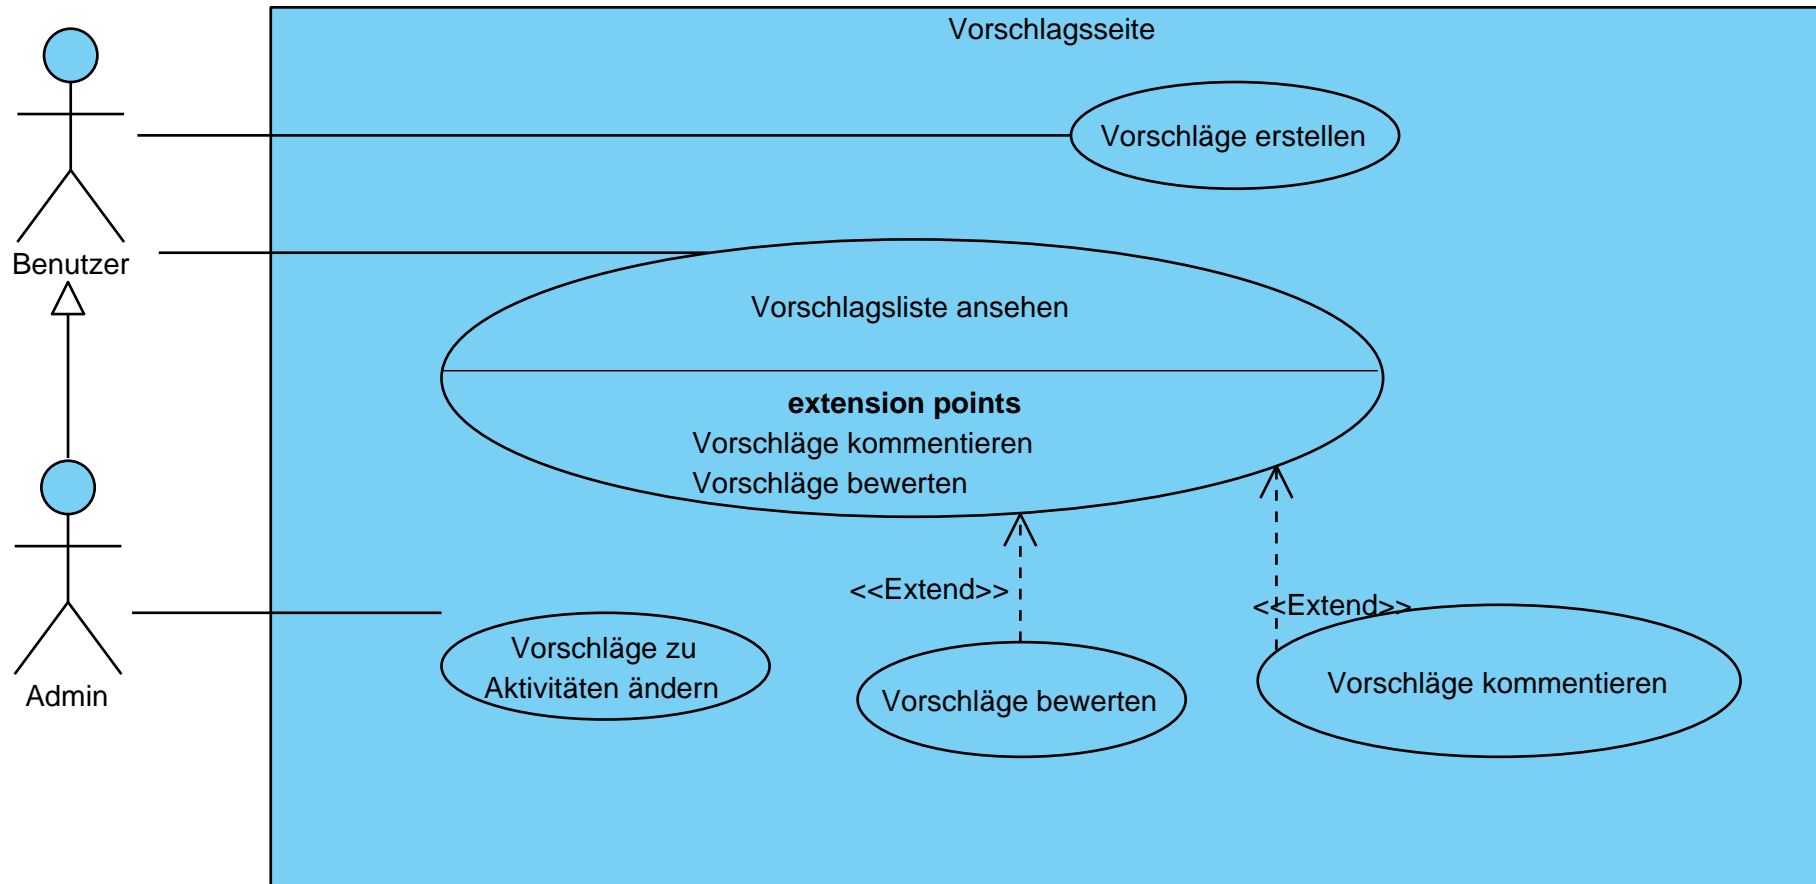 Vorschlagsseite
Vorschläge erstellen
Benutzer
Vorschlagsliste ansehen
extension points
Vorschläge kommentieren
Vorschläge bewerten
<<Extend>>
<<Extend>>
Vorschläge zu
Aktivitäten ändern
Vorschläge bewerten
Vorschläge kommentieren
Admin